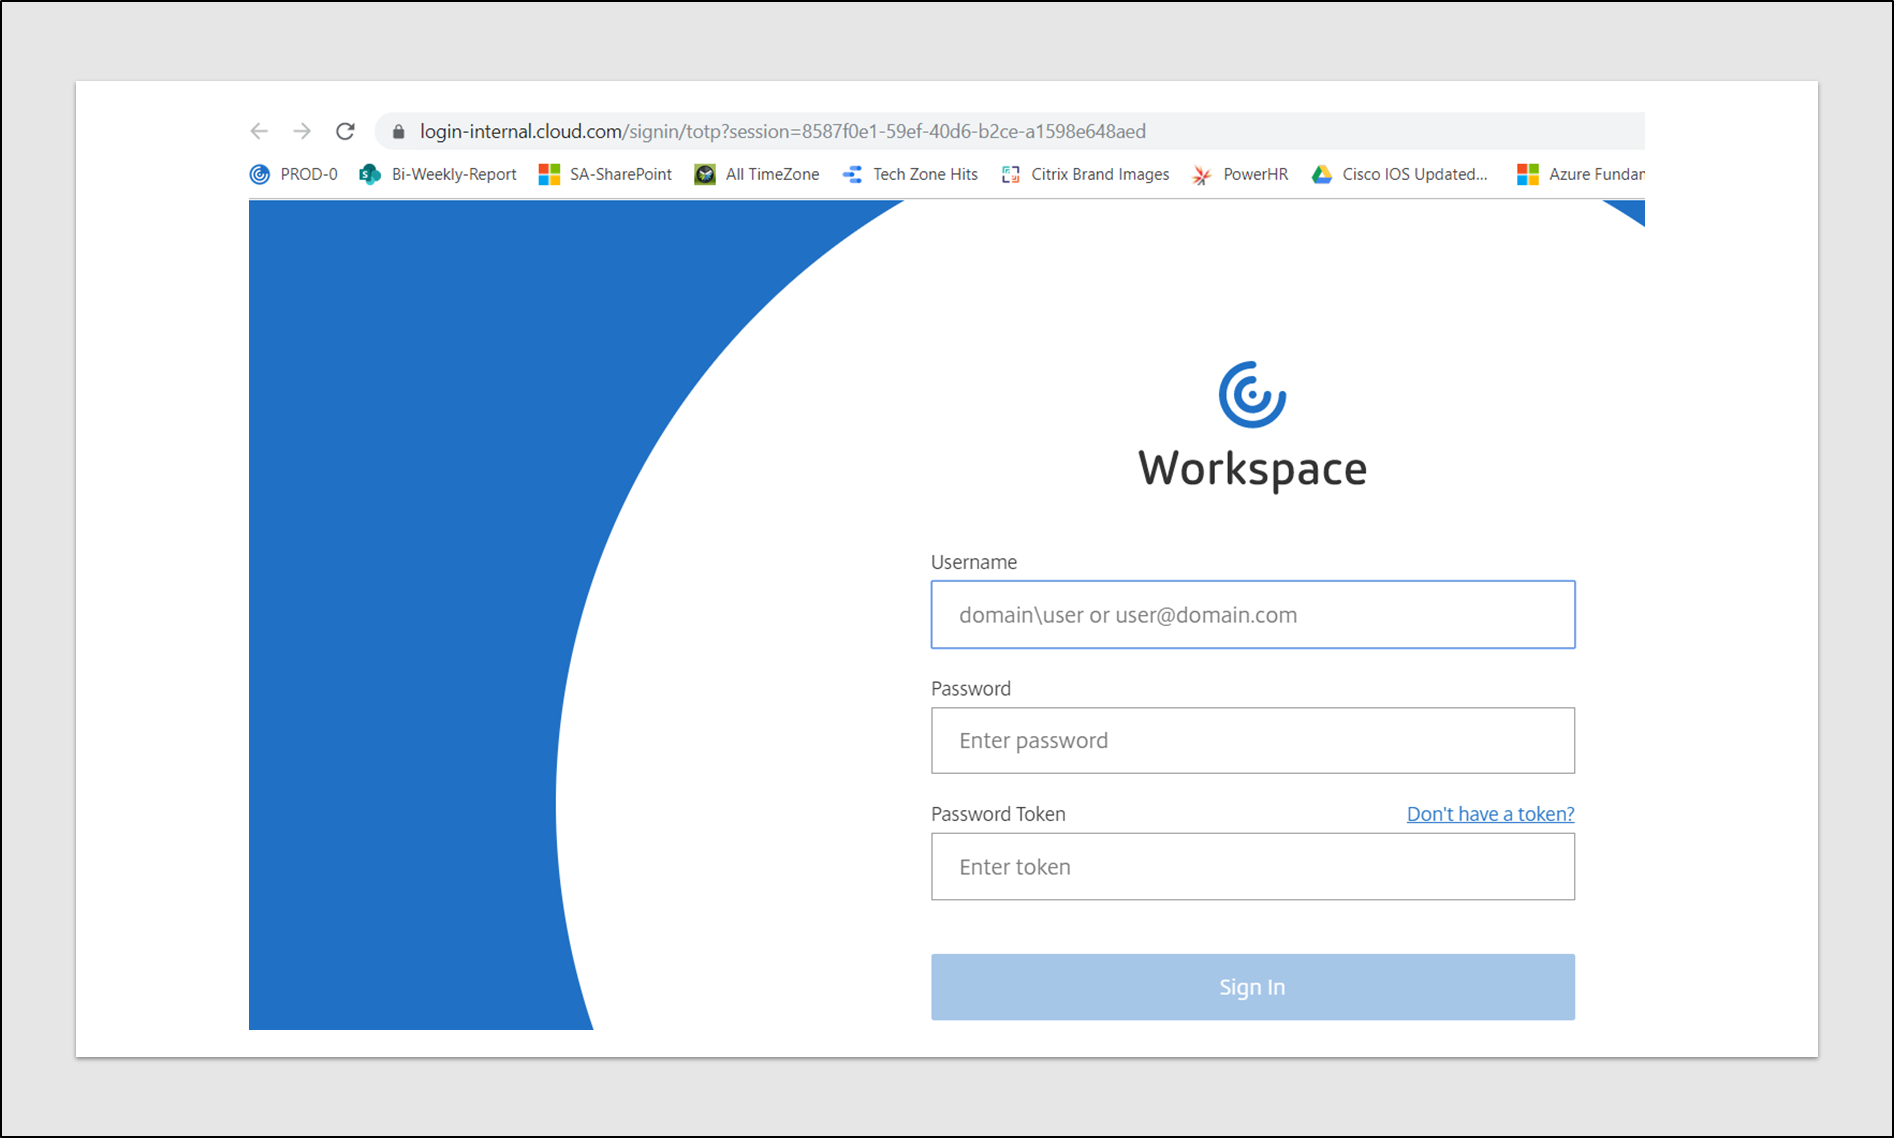 login-internal.cloud.com/signin/totp?session=8587f0e1-59ef-40d6-b2ce-a1598e648aed
PROD-0 Bi-Weekly-Report SA-SharePoint All TimeZone Tech Zone Hits Citrix Brand Images PowerHR Cisco IOS Updated... Azure Fundan
Workspace
Username
domain\user or user@domain.com
Password
Enter password
Password Token Don't have a token?
Enter token
Sign In